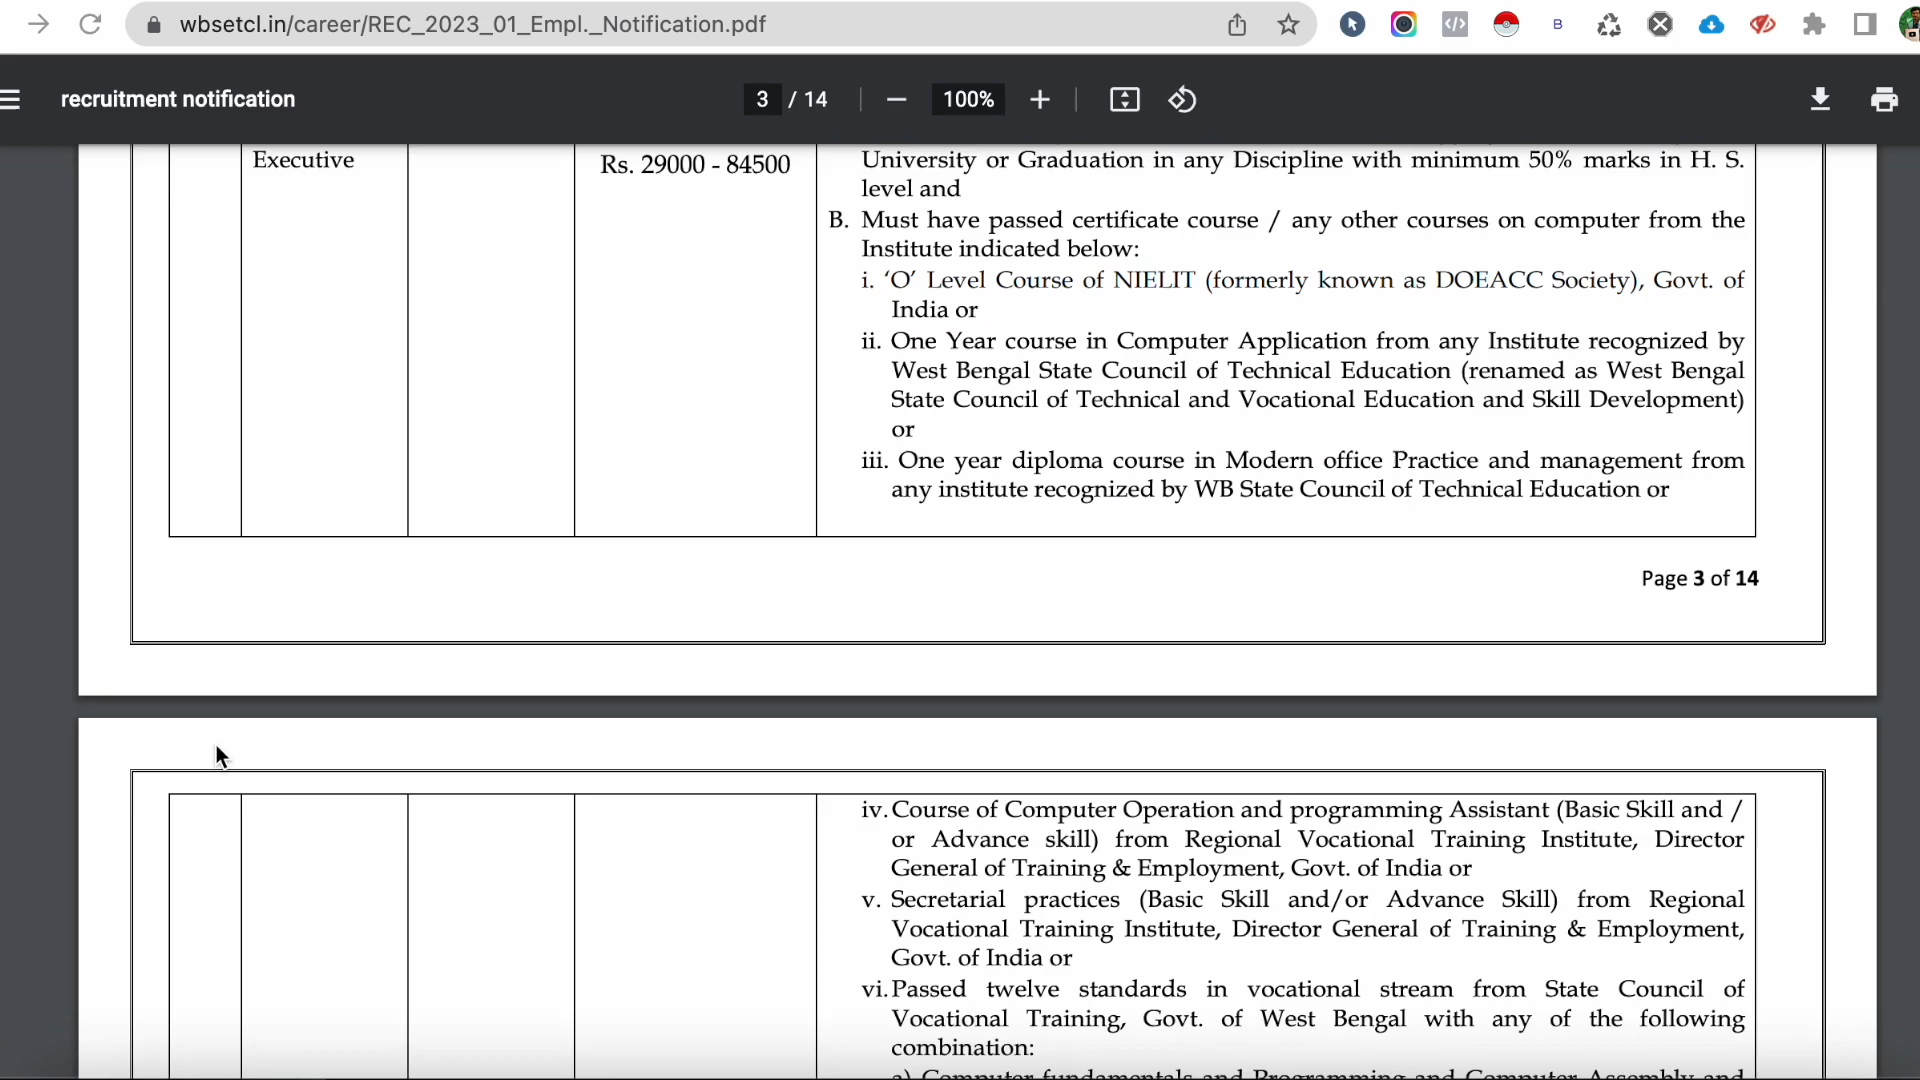 wbsetcl.in/career/REC_2023_01_Empl._Notification.pdf
B
recruitment notification
3 / 14
100%
Executive
Rs. 29000 - 84500
University or Graduation in any Discipline with minimum 50% marks in H. S.
level and
B. Must have passed certificate course / any other courses on computer from the
Institute indicated below:
i. ‘O’ Level Course of NIELIT (formerly known as DOEACC Society), Govt. of
India or
ii. One Year course in Computer Application from any Institute recognized by
West Bengal State Council of Technical Education (renamed as West Bengal
State Council of Technical and Vocational Education and Skill Development)
or
iii. One year diploma course in Modern office Practice and management from
any institute recognized by WB State Council of Technical Education or
Page 3 of 14
iv. Course of Computer Operation and programming Assistant (Basic Skill and /
or Advance skill) from Regional Vocational Training Institute, Director
General of Training & Employment, Govt. of India or
v. Secretarial practices (Basic Skill and/or Advance Skill) from Regional
Vocational Training Institute, Director General of Training & Employment,
Govt. of India or
vi. Passed twelve standards in vocational stream from State Council of
Vocational Training, Govt. of West Bengal with any of the following
combination:
a) Computer fundamentals and Programming and Computer Assembly and